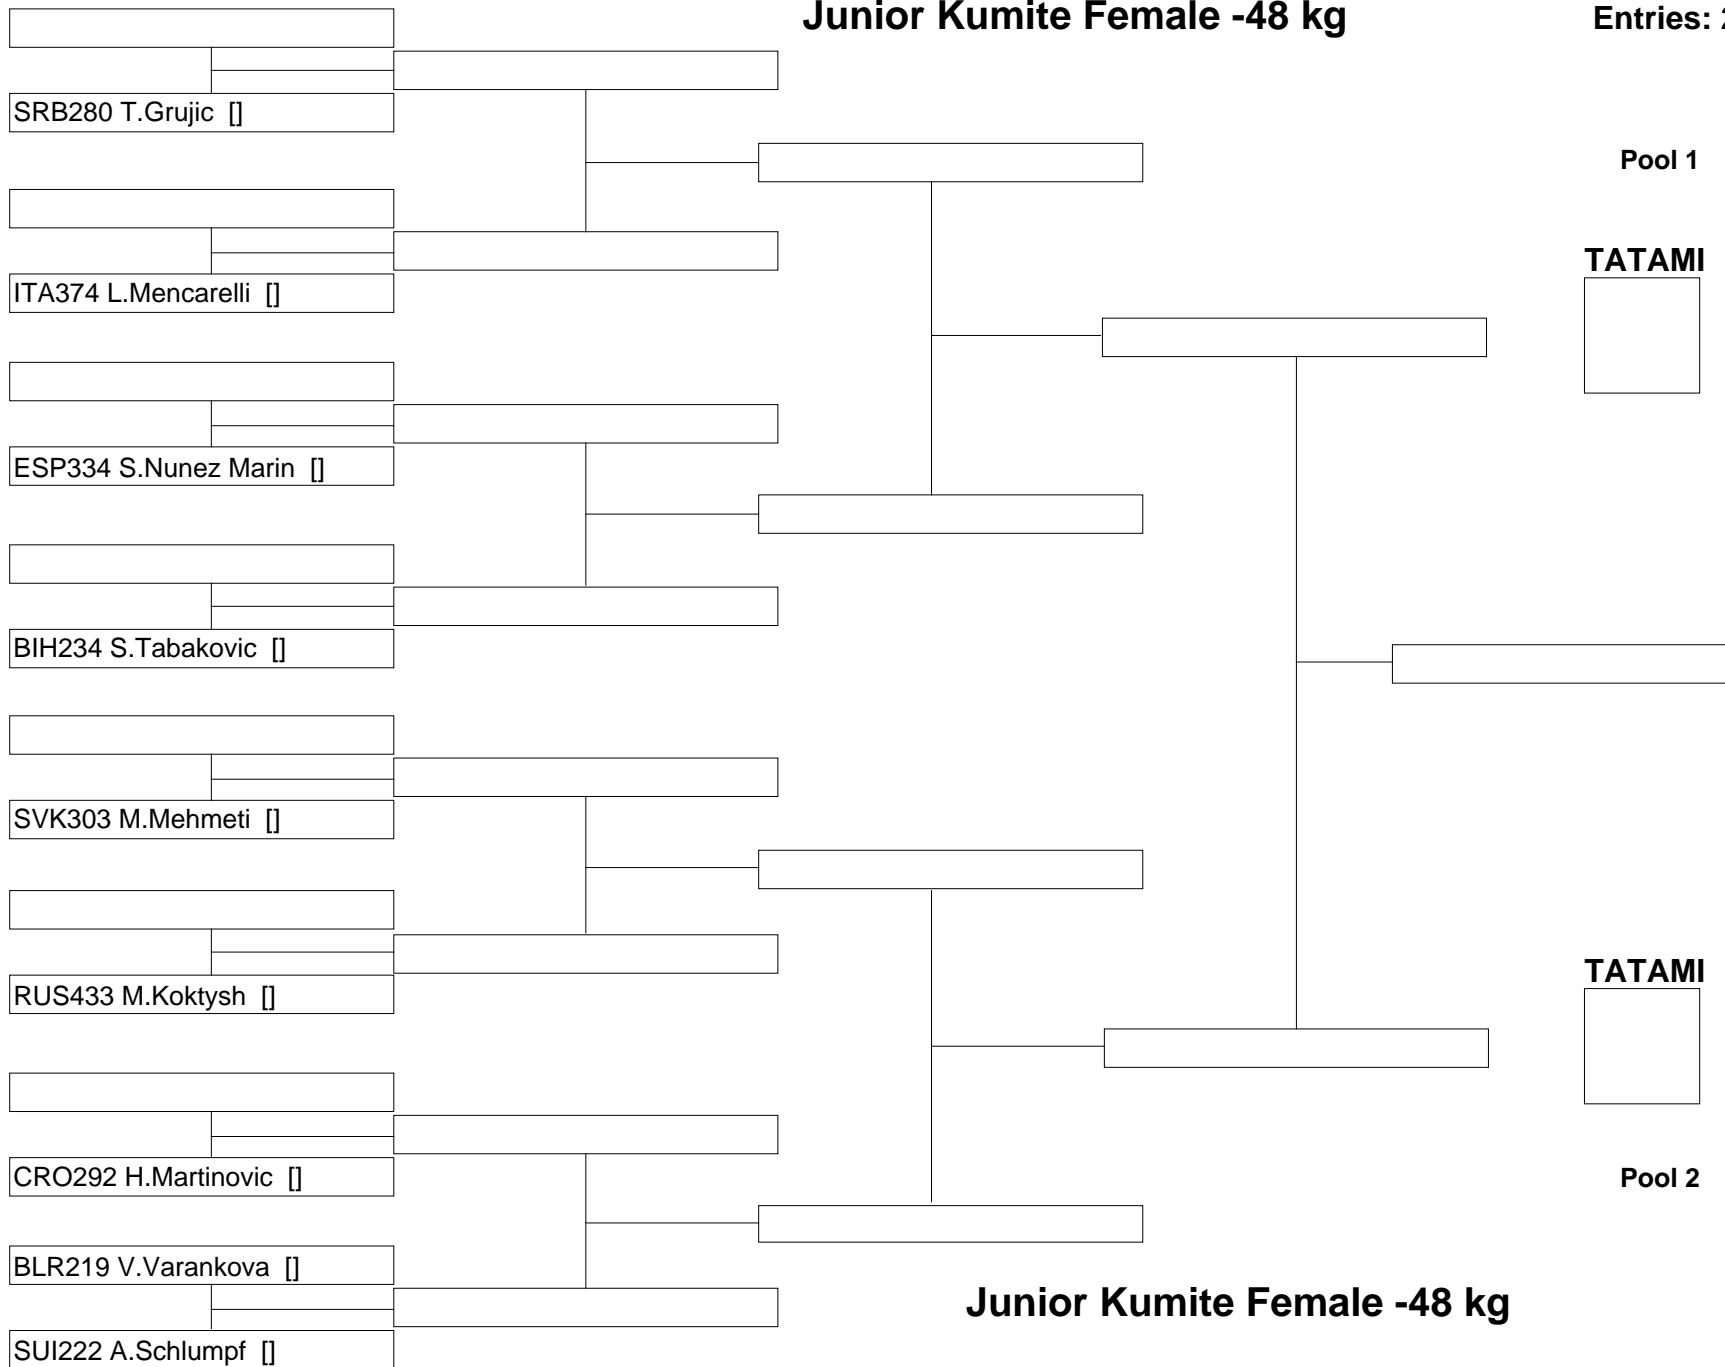 Junior Kumite Female -48 kg
Entries: 2
SRB280 T.Grujic []
Pool 1
TATAMI
ITA374 L.Mencarelli []
ESP334 S.Nunez Marin []
BIH234 S.Tabakovic []
SVK303 M.Mehmeti []
RUS433 M.Koktysh []
TATAMI
CRO292 H.Martinovic []
Pool 2
BLR219 V.Varankova []
Junior Kumite Female -48 kg
SUI222 A.Schlumpf []